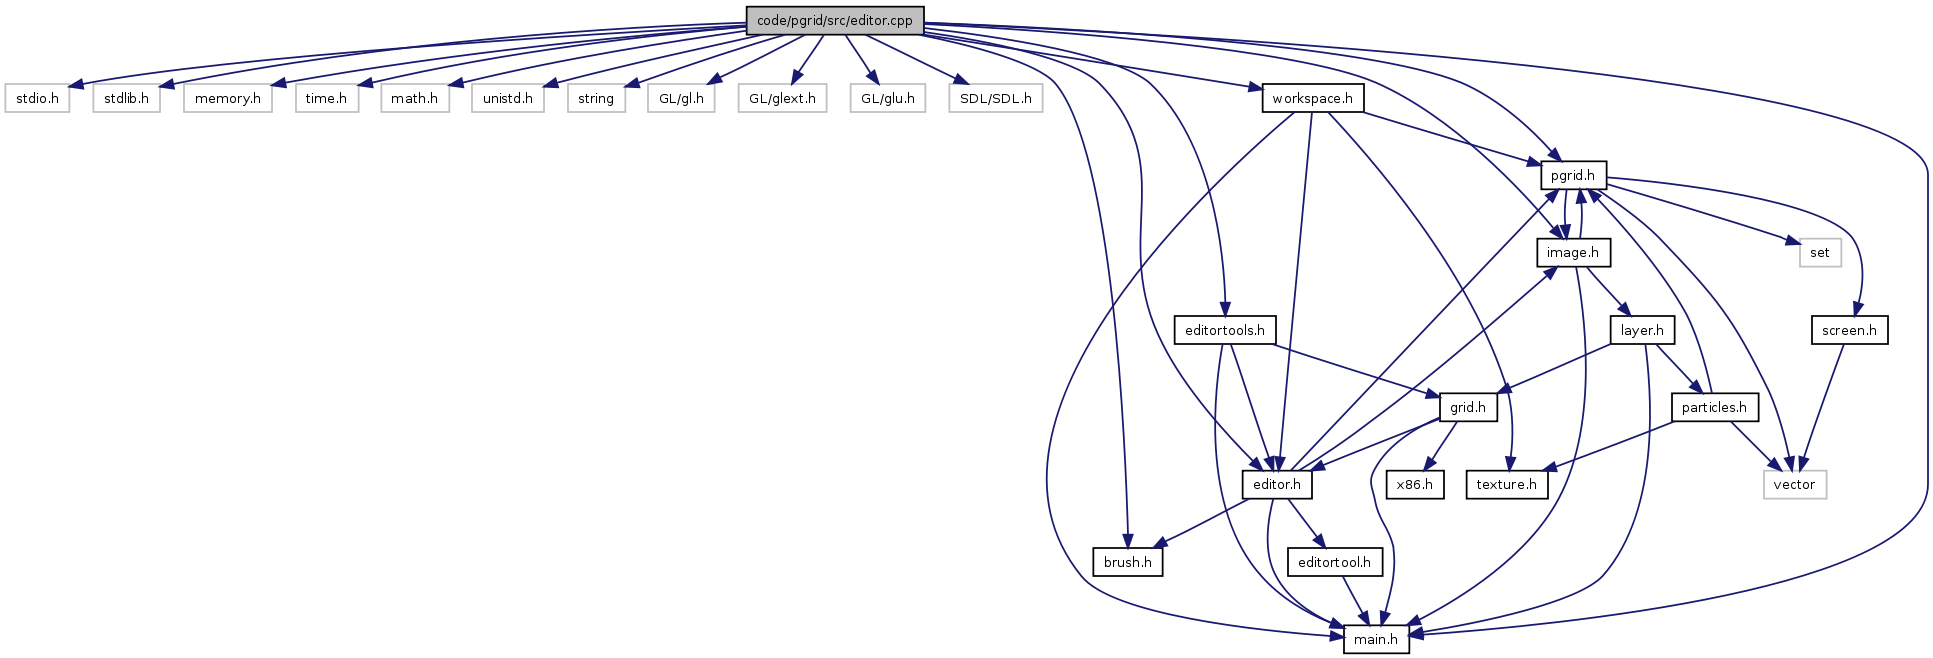 code/pgrid/src/editor.cpp
stdio.h
stdlib.h
memory.h
time.h
math.h
unistd.h
string
GL/gl.h
GL/glext.h
GL/glu.h
SDL/SDL.h
workspace.h
pgrid.h
image.h
set
editortools.h
layer.h
screen.h
grid.h
particles.h
editor.h
x86.h
texture.h
vector
brush.h
editortool.h
main.h